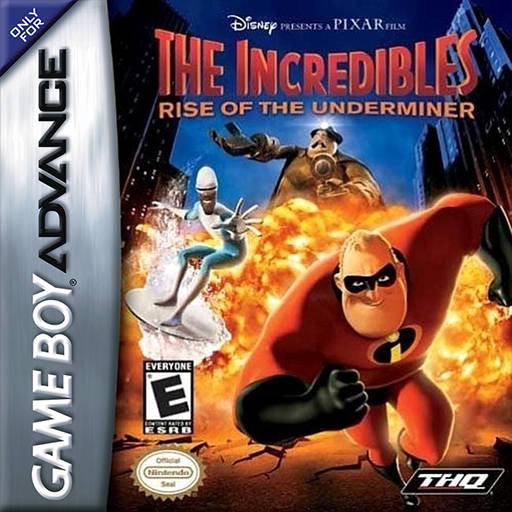 ONLY
FOR
GAME BOY ADVANCE
Disney PRESENTS A PIXAR FILM
THE INCREDIBLES
RISE OF THE UNDERMINER
EVERYONE
E
CONTENT RATED BY
ESRB
Official
Nintendo
Seal
THQ